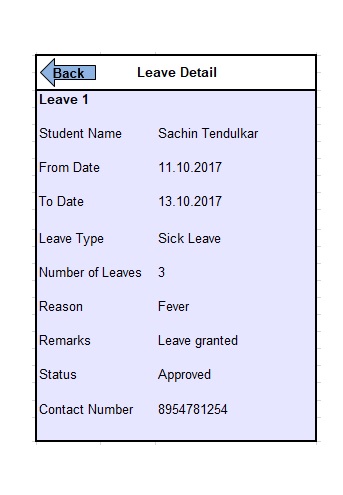 Back Leave Detail
Leave 1
Student Name Sachin Tendulkar
From Date 11.10.2017
To Date 13.10.2017
Leave Type Sick Leave
Number of Leaves 3
Reason Fever
Remarks Leave granted
Status Approved
Contact Number 8954781254